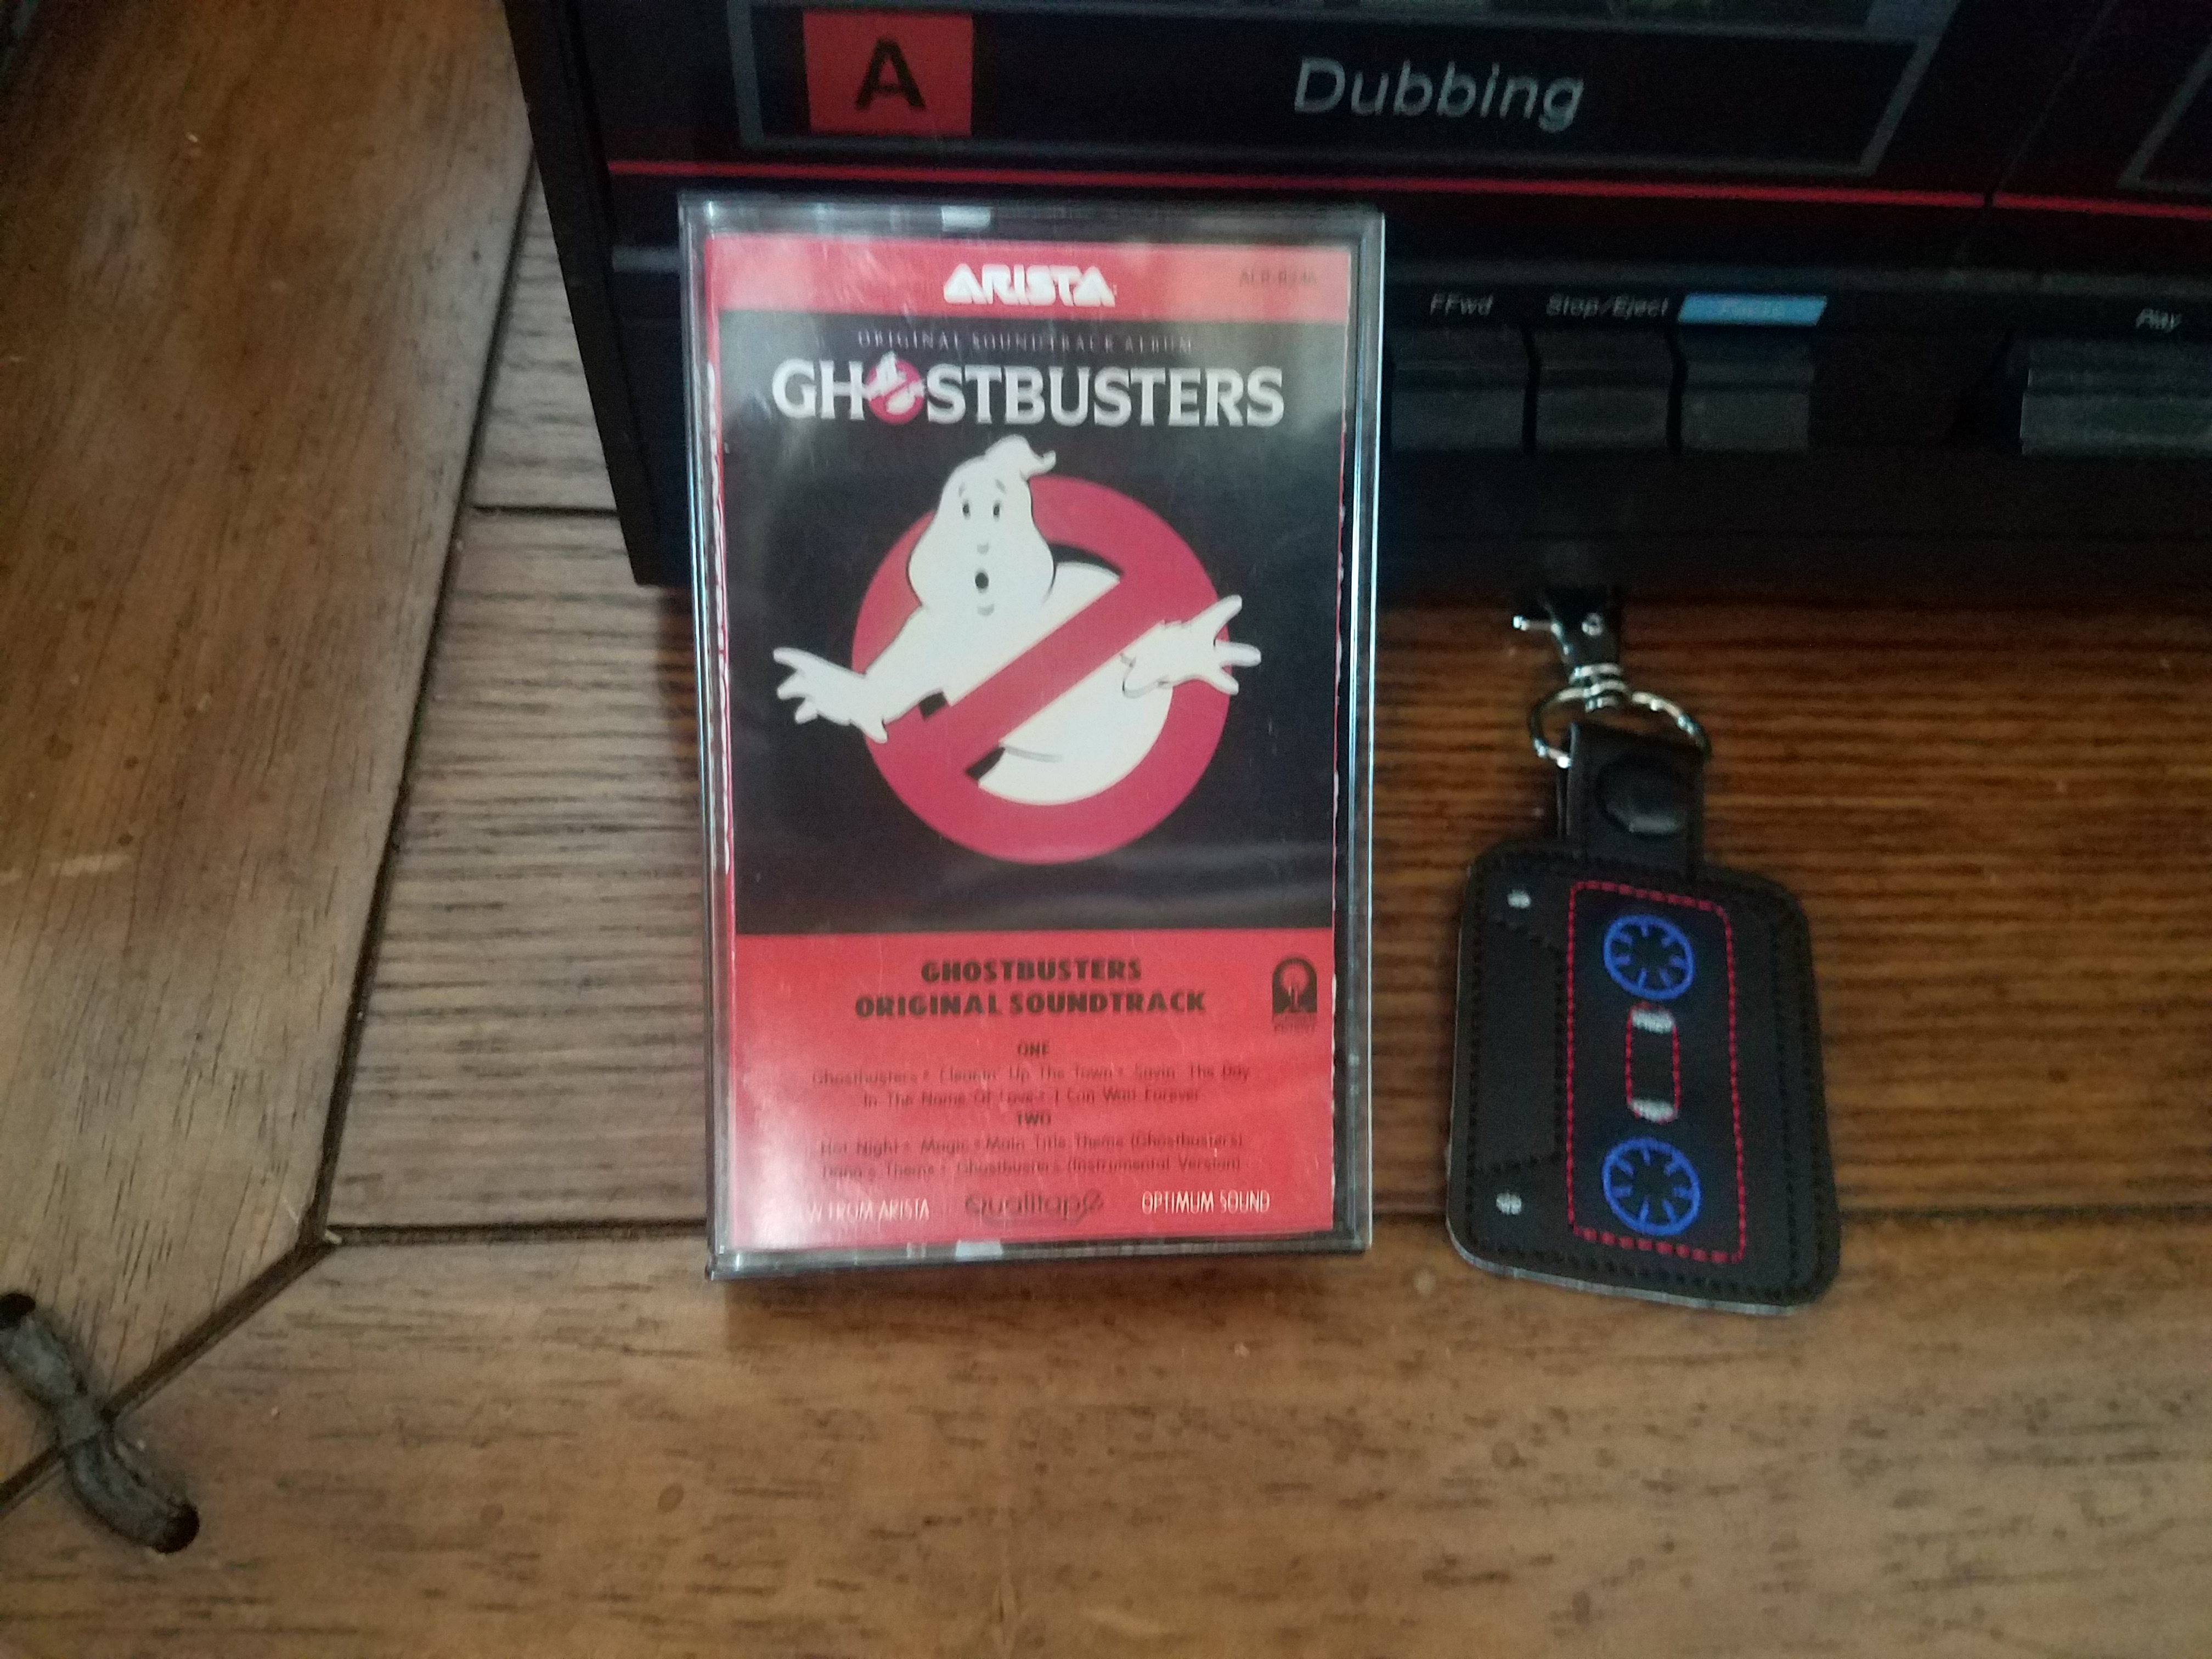 A
Dubbing
ARISTA
ORIGINAL SOUNDTRACK ALBUM
GHOSTBUSTERS
FFwd
Stop/Eject
Play
GHOSTBUSTERS
ORIGINAL SOUNDTRACK
ONE
Ghostbusters • Cleanin' Up The Town • Savin' The Day
In The Name Of Love • I Can Wait Forever
TWO
Hot Night • Magic • Main Title Theme (Ghostbusters)
Dana's Theme • Ghostbusters (Instrumental Version)
FROM ARISTA
Qualitape
OPTIMUM SOUND